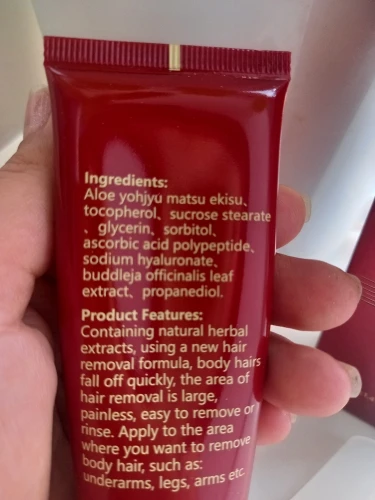 Ingredients:
Aloe yohjyu matsu ekisu、
tocopherol、sucrose stearate
、glycerin、sorbitol、
ascorbic acid polypeptide、
sodium hyaluronate、
buddleja officinalis leaf
extract、propanediol.
Product Features:
Containing natural herbal
extracts, using a new hair
removal formula, body hairs
fall off quickly, the area of
hair removal is large,
painless, easy to remove or
rinse. Apply to the area
where you want to remove
body hair, such as:
underarms, legs, arms etc.